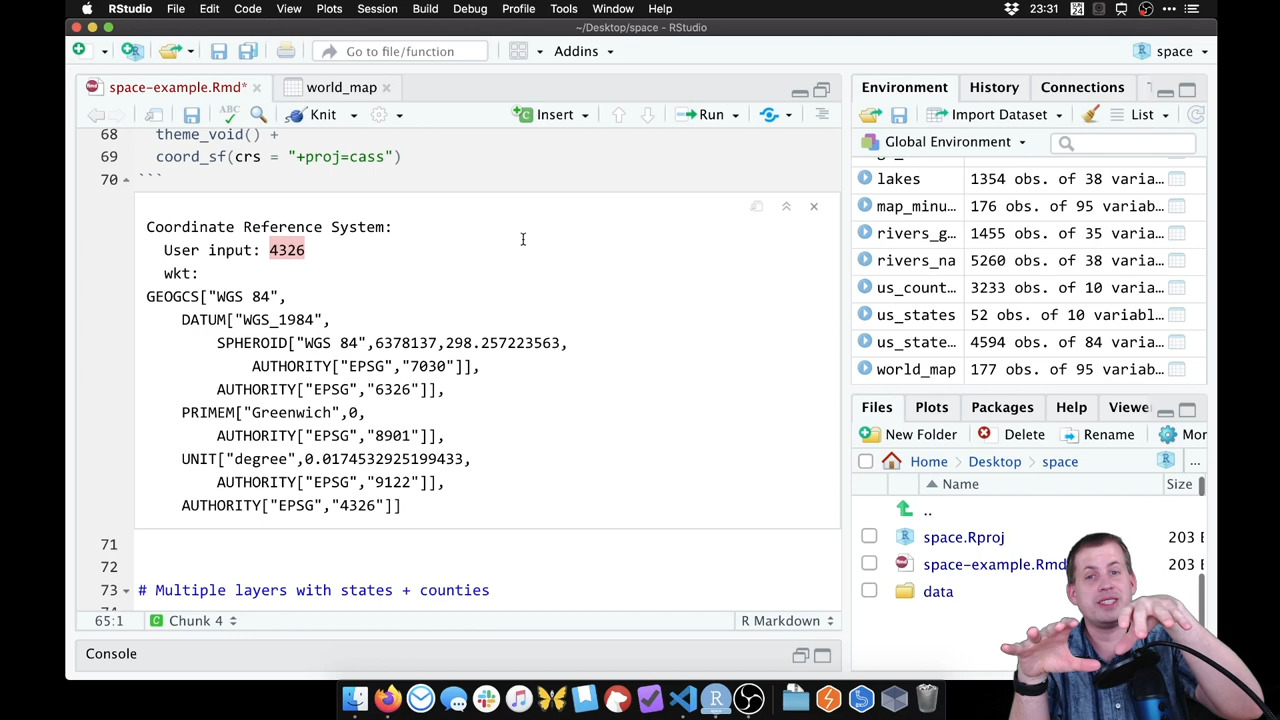 RStudio File Edit Code View Plots Session Build Debug Profile Tools Window Help 23:31
~/Desktop/space - RStudio
Go to file/function Addins space
space-example.Rmd* world_map
Knit Insert Run
68 theme_void() +
69 coord_sf(crs = "+proj=cass")
70 ```
Coordinate Reference System:
User input: 4326
wkt:
GEOGCS["WGS 84",
DATUM["WGS_1984",
SPHEROID["WGS 84",6378137,298.257223563,
AUTHORITY["EPSG","7030"]],
AUTHORITY["EPSG","6326"]],
PRIMEM["Greenwich",0,
AUTHORITY["EPSG","8901"]],
UNIT["degree",0.0174532925199433,
AUTHORITY["EPSG","9122"]],
AUTHORITY["EPSG","4326"]]
71
72
73 # Multiple layers with states + counties
65:1 Chunk 4 R Markdown
Console
Environment History Connections
Import Dataset List
Global Environment
lakes 1354 obs. of 38 varia…
map_minu… 176 obs. of 95 variab…
rivers_g… 1455 obs. of 35 varia…
rivers_na 5260 obs. of 38 varia…
us_count… 3233 obs. of 10 varia…
us_states 52 obs. of 10 variabl…
us_state… 4594 obs. of 84 varia…
world_map 177 obs. of 95 variab…
Files Plots Packages Help Viewe
New Folder Delete Rename Mor
Home Desktop space ...
Name Size
..
space.Rproj 203 B
space-example.Rmd 203 B
data